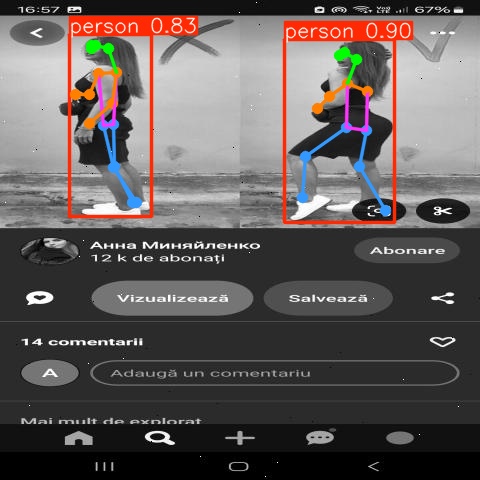 16:57
67%
person 0.83
person 0.90
Анна Миняйленко
12 k de abonați
Abonare
Vizualizează
Salvează
14 comentarii
A
Adaugă un comentariu
Mai mult de explorat